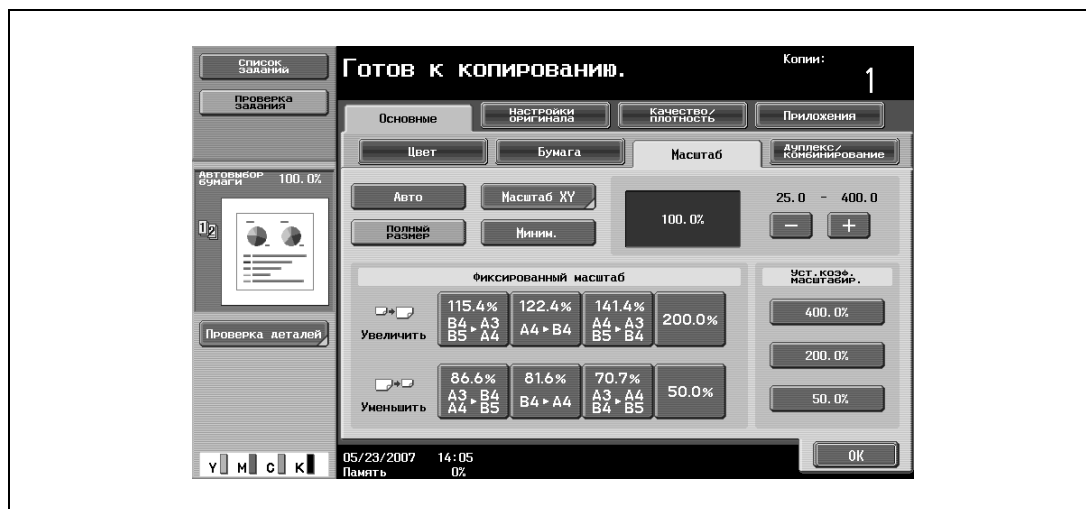 Список
заданий
Проверка
задания
Готов к копированию.
Копии:
1
Основные
Настройки
оригинала
Качество/
плотность
Приложения
Цвет
Бумага
Масштаб
Дуплекс/
комбинирование
Автовыбор
бумаги
100.0%
1 2
Проверка деталей
Авто
Масштаб XY
Полный
размер
Миним.
100.0%
25.0 - 400.0
− +
Фиксированный масштаб
Увеличить
115.4%
B4 ▸ A3
B5 ▸ A4
122.4%
A4 ▸ B4
141.4%
A4 ▸ A3
B5 ▸ B4
200.0%
Уменьшить
86.6%
A3 ▸ B4
A4 ▸ B5
81.6%
B4 ▸ A4
70.7%
A3 ▸ A4
B4 ▸ B5
50.0%
Уст.коэф.
масштабир.
400.0%
200.0%
50.0%
Y M C K
05/23/2007 14:05
Память 0%
OK